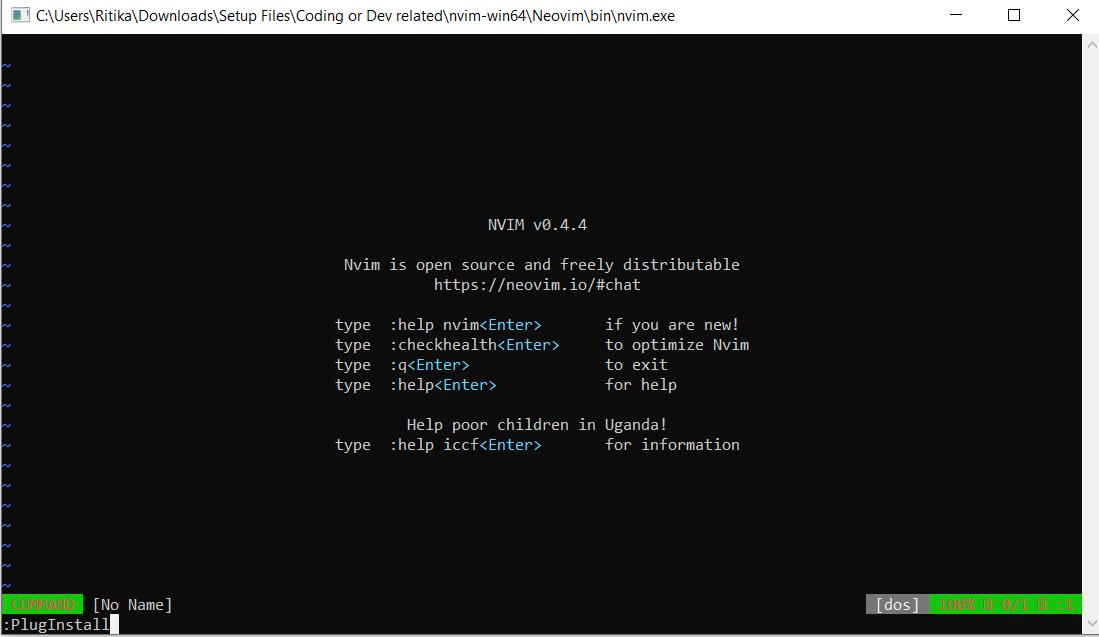 C:\Users\Ritika\Downloads\Setup Files\Coding or Dev related\nvim-win64\Neovim\bin\nvim.exe
~
~
~
~
~
~
~
~
~ NVIM v0.4.4
~
~ Nvim is open source and freely distributable
~ https://neovim.io/#chat
~
~ type :help nvim<Enter> if you are new!
~ type :checkhealth<Enter> to optimize Nvim
~ type :q<Enter> to exit
~ type :help<Enter> for help
~
~ Help poor children in Uganda!
~ type :help iccf<Enter> for information
~
~
~
~
~
~
~
COMMAND [No Name] [dos] 100% 0/1 :1
:PlugInstall